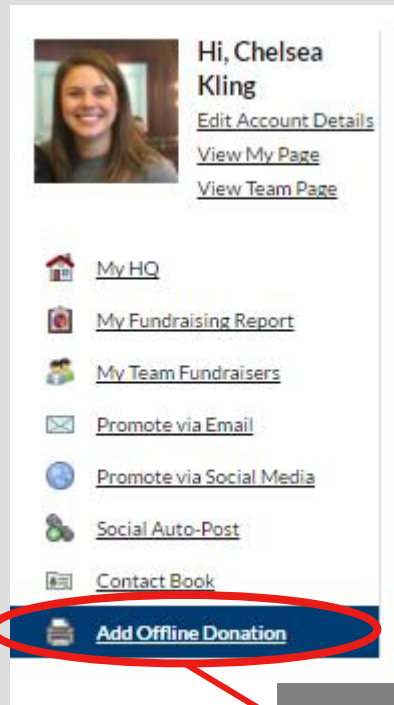 Hi, Chelsea
Kling
Edit Account Details
View My Page
View Team Page
My HQ
My Fundraising Report
My Team Fundraisers
Promote via Email
Promote via Social Media
Social Auto-Post
Contact Book
Add Offline Donation